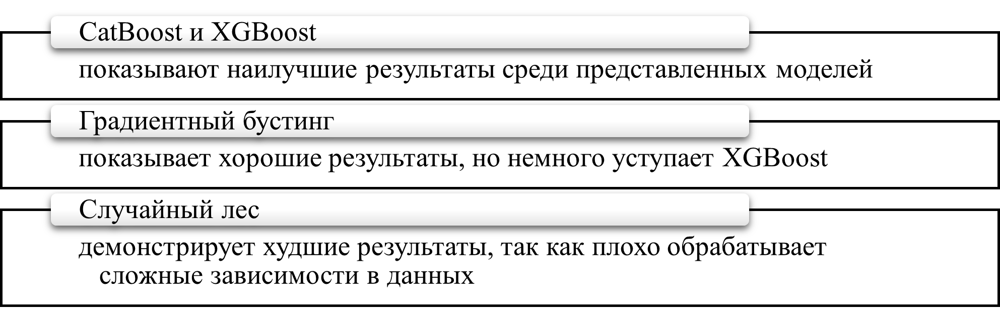 CatBoost и XGBoost
показывают наилучшие результаты среди представленных моделей
Градиентный бустинг
показывает хорошие результаты, но немного уступает XGBoost
Случайный лес
демонстрирует худшие результаты, так как плохо обрабатывает
сложные зависимости в данных